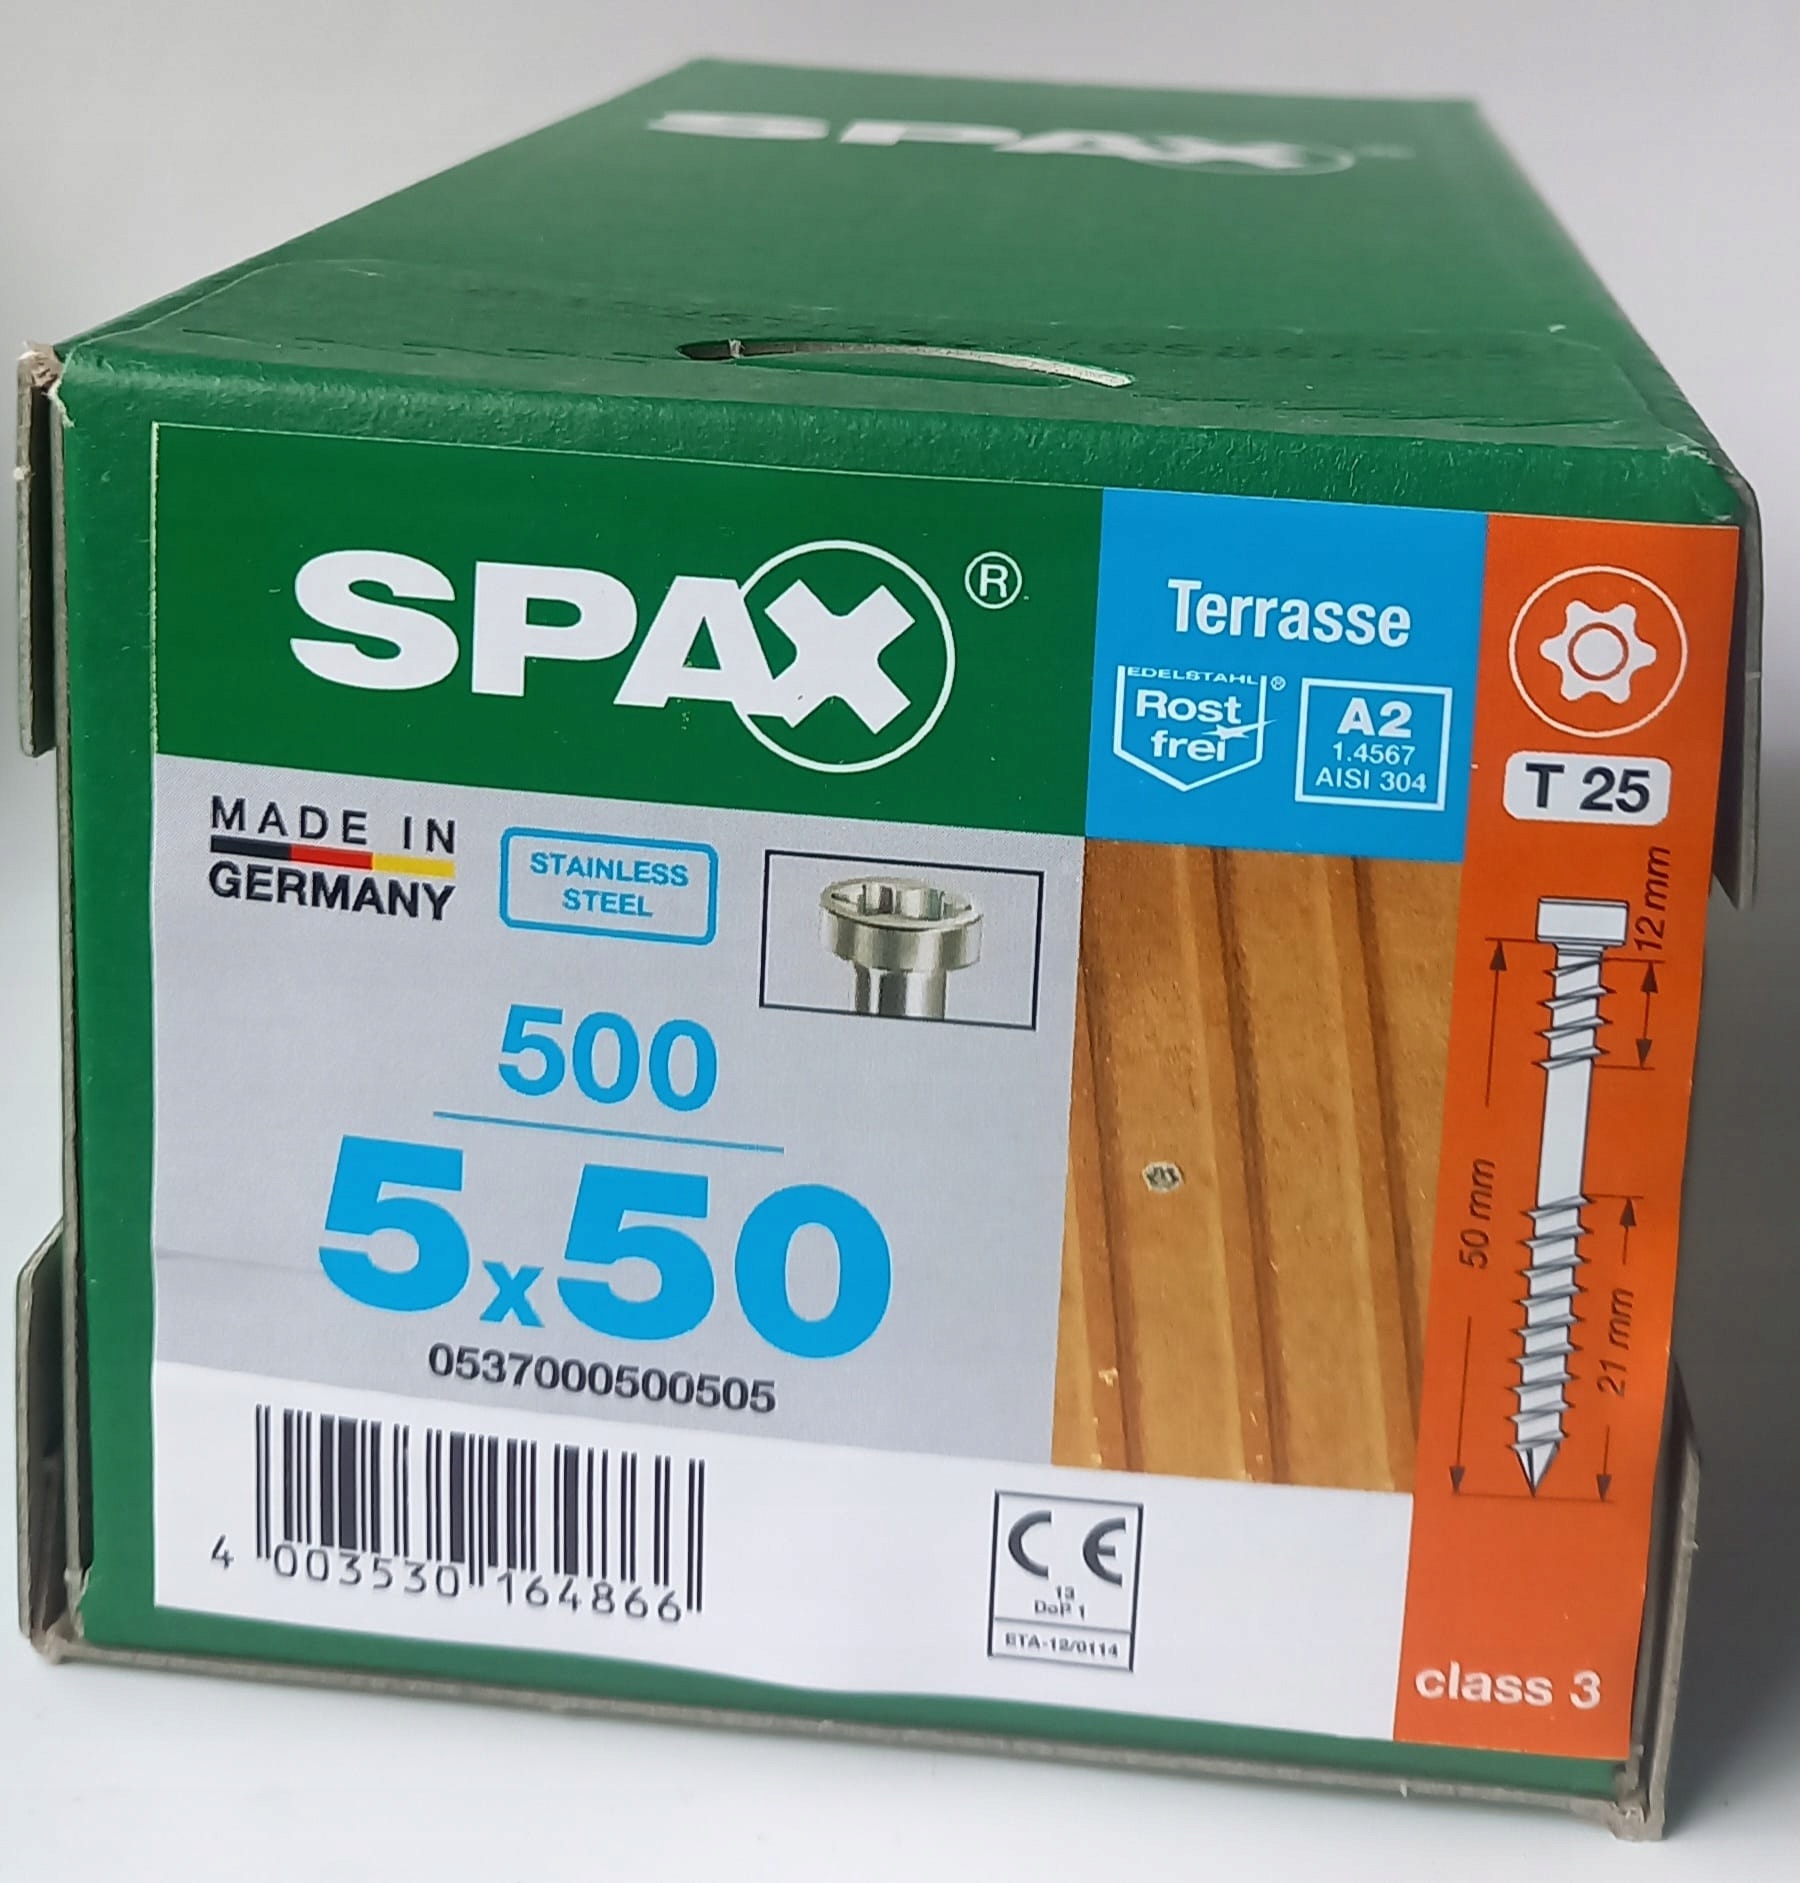 SPAX®
SPAX®
Terrasse
EDELSTAHL®
Rost
frei
A2
1.4567
AISI 304
T 25
MADE IN
GERMANY
STAINLESS
STEEL
500
5x50
0537000500505
12 mm
50 mm
21 mm
4 003530 164866
CE
13
DoP 1
ETA-12/0114
class 3